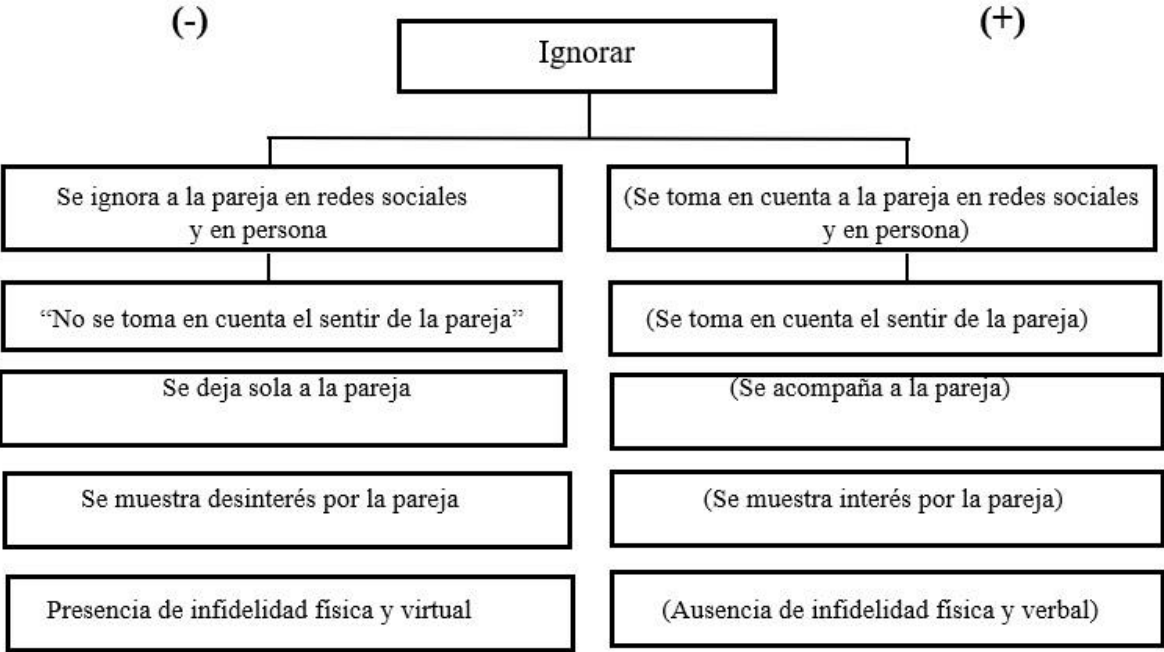 (-)
(+)
Ignorar
Se ignora a la pareja en redes sociales
y en persona
(Se toma en cuenta a la pareja en redes sociales
y en persona)
“No se toma en cuenta el sentir de la pareja”
(Se toma en cuenta el sentir de la pareja)
Se deja sola a la pareja
(Se acompaña a la pareja)
Se muestra desinterés por la pareja
(Se muestra interés por la pareja)
Presencia de infidelidad física y virtual
(Ausencia de infidelidad física y verbal)